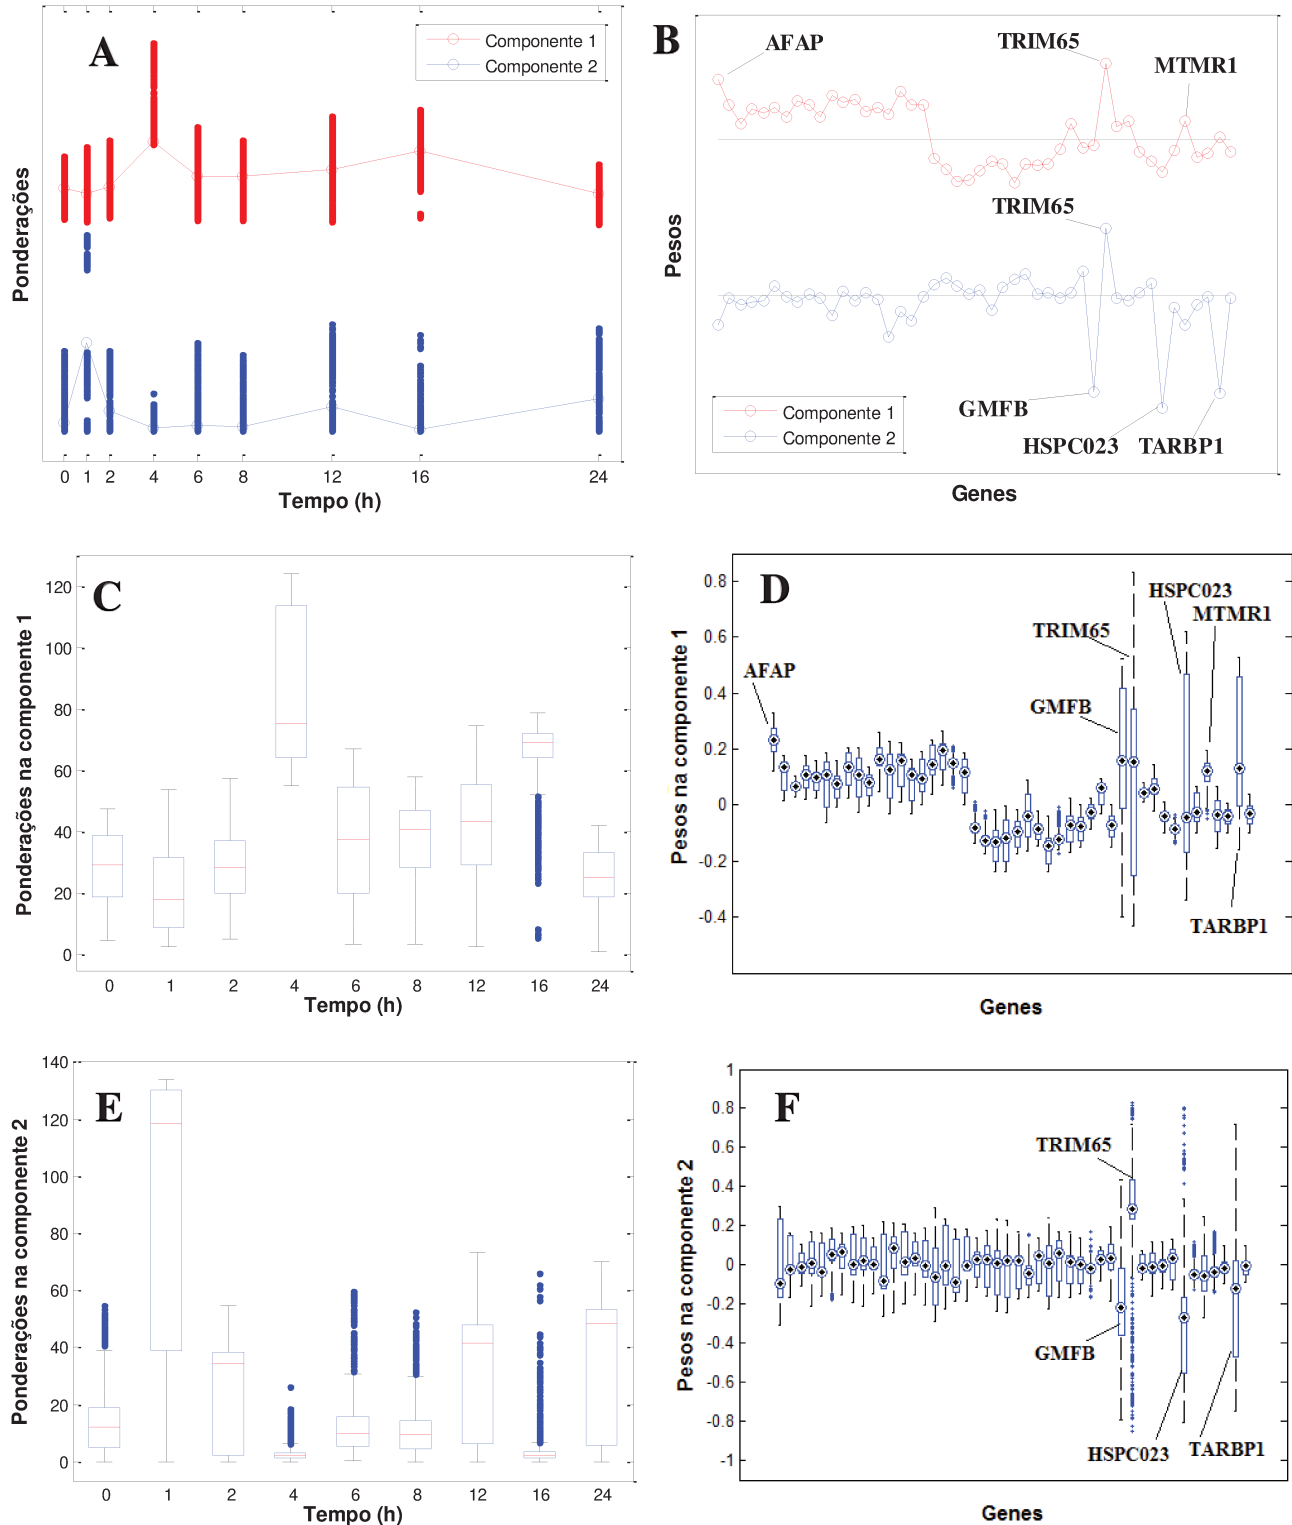 A
Componente 1
Componente 2
Ponderações
0 1 2 4 6 8 12 16 24
Tempo (h)
B
AFAP
TRIM65
MTMR1
TRIM65
Pesos
GMFB
HSPC023
TARBP1
Componente 1
Componente 2
Genes
C
Ponderações na componente 1
120
100
80
60
40
20
0
0 1 2 4 6 8 12 16 24
Tempo (h)
D
Pesos na componente 1
0.8
0.6
0.4
0.2
0
-0.2
-0.4
HSPC023
MTMR1
TRIM65
AFAP
GMFB
TARBP1
Genes
E
Ponderações na componente 2
140
120
100
80
60
40
20
0
0 1 2 4 6 8 12 16 24
Tempo (h)
F
Pesos na componente 2
1
0.8
0.6
0.4
0.2
0
-0.2
-0.4
-0.6
-0.8
-1
TRIM65
GMFB
HSPC023
TARBP1
Genes